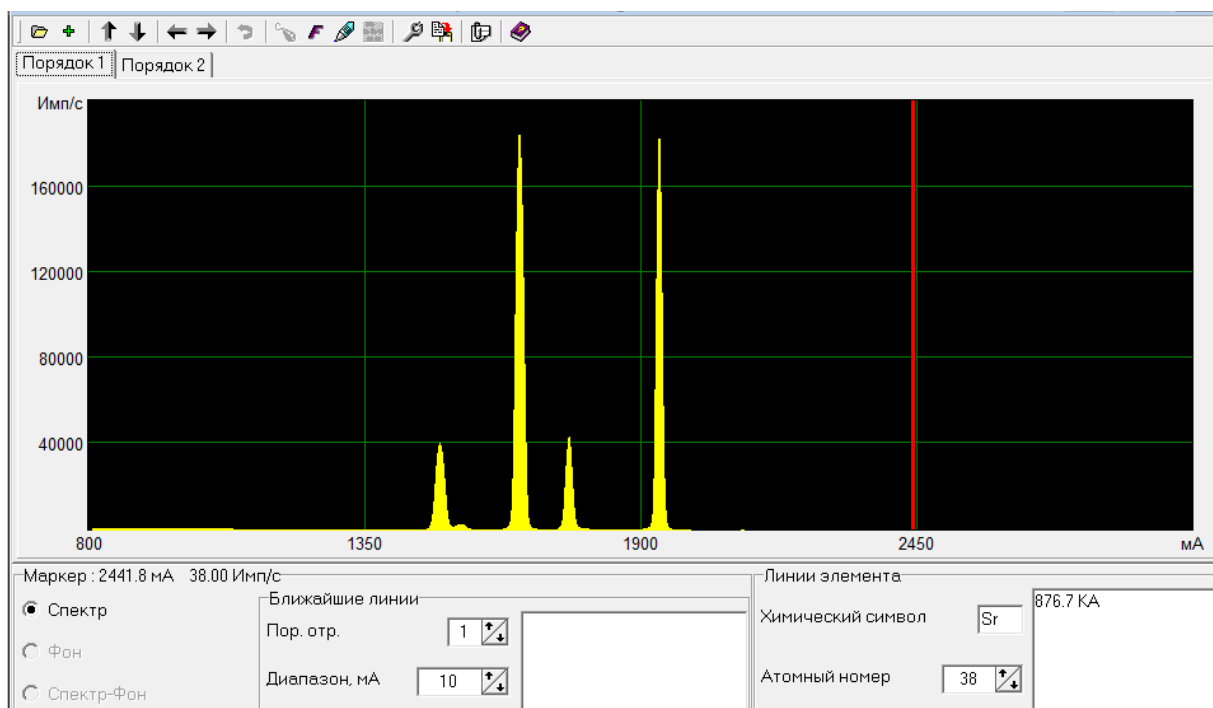 Порядок 1 Порядок 2
Имп/с
160000
120000
80000
40000
800 1350 1900 2450 мА
Маркер : 2441.8 мА 38.00 Имп/с
Спектр
Фон
Спектр-Фон
Ближайшие линии
Пор. отр. 1
Диапазон, мА 10
Линии элемента
Химический символ Sr
Атомный номер 38
876.7 KA